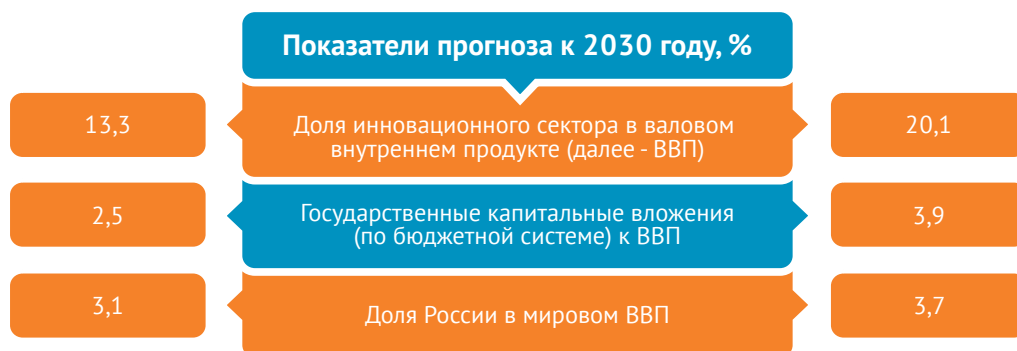 Показатели прогноза к 2030 году, %
13,3
Доля инновационного сектора в валовом
внутреннем продукте (далее - ВВП)
20,1
2,5
Государственные капитальные вложения
(по бюджетной системе) к ВВП
3,9
3,1
Доля России в мировом ВВП
3,7